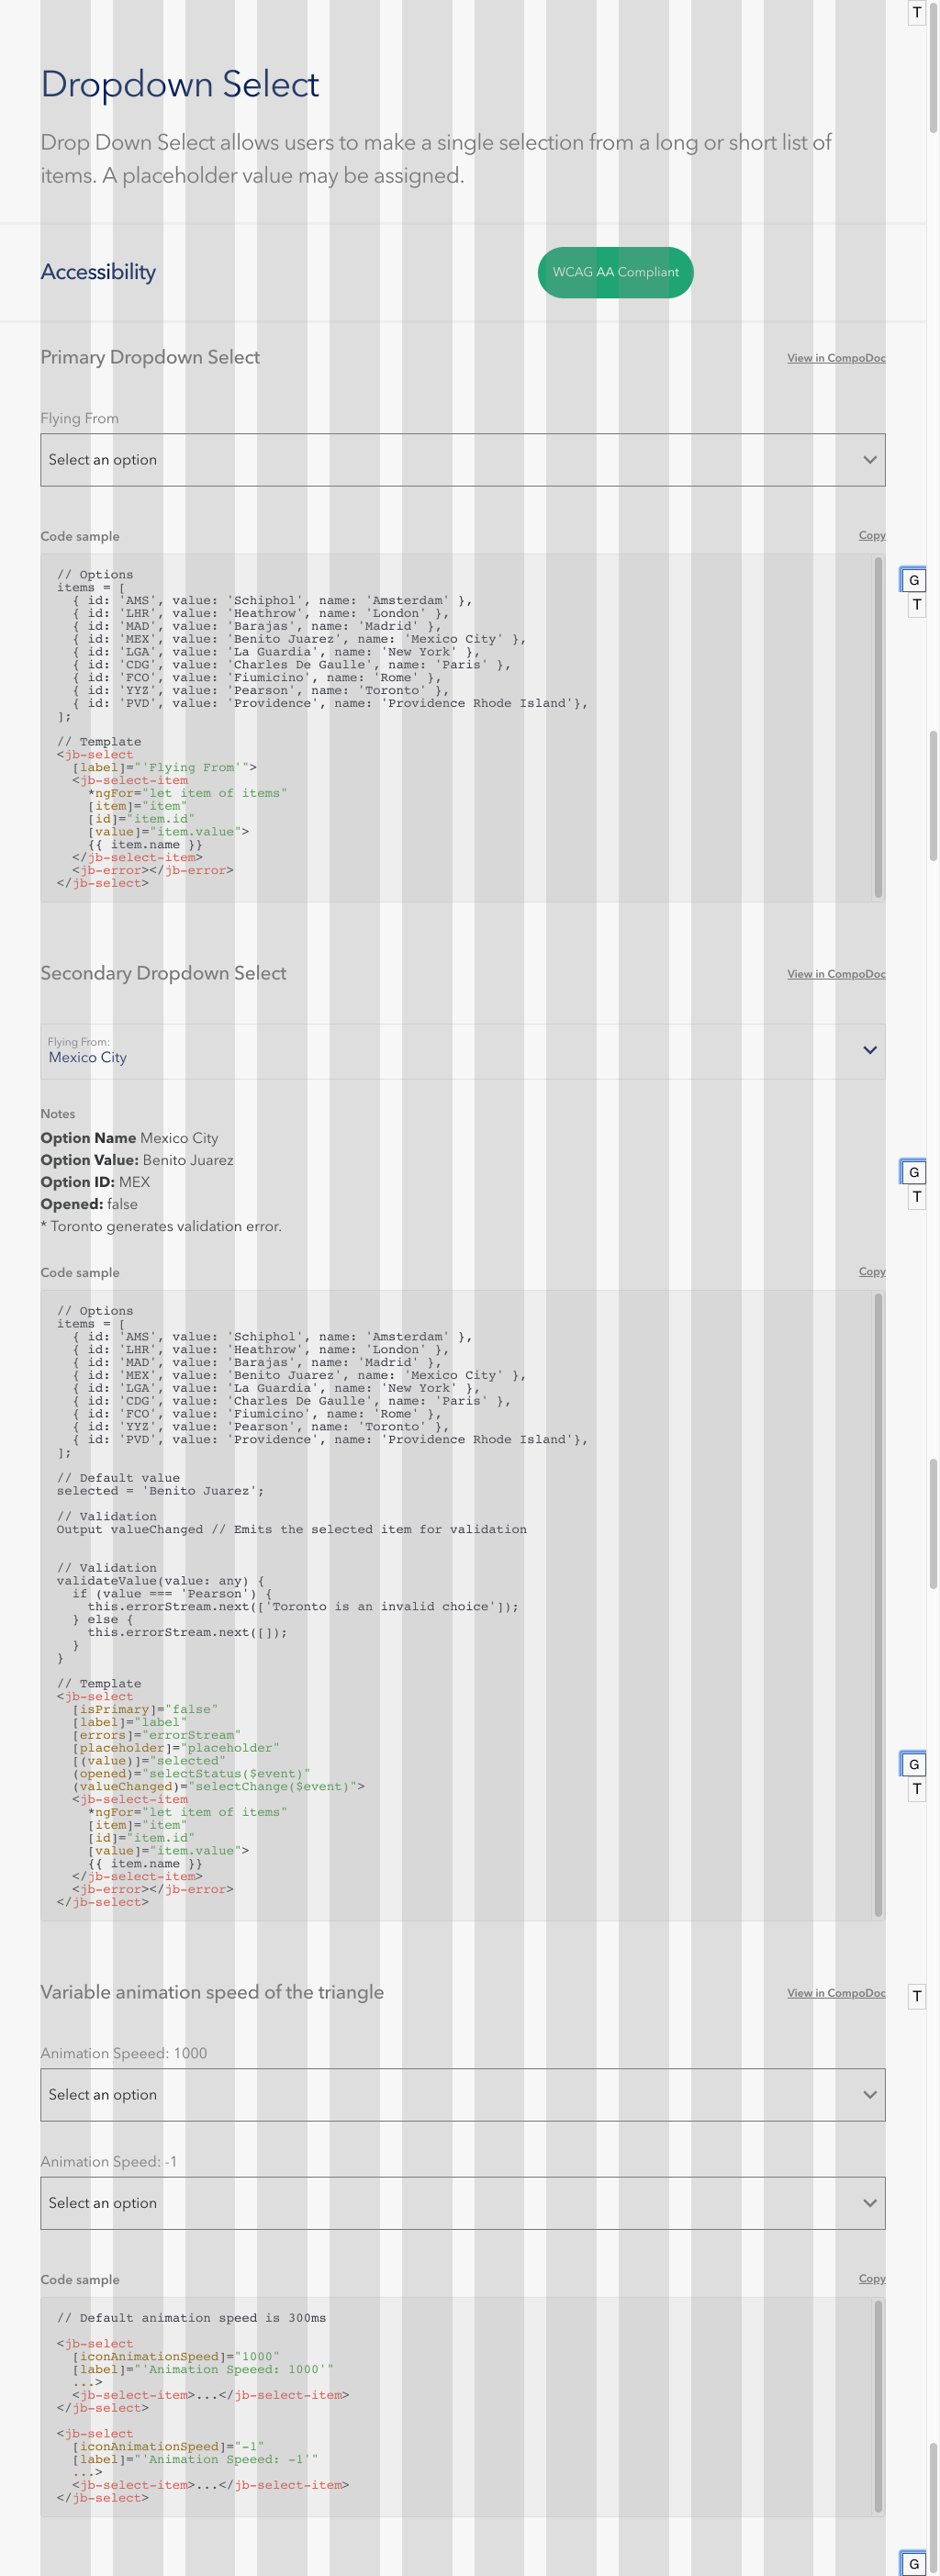 T
Dropdown Select
Drop Down Select allows users to make a single selection from a long or short list of
items. A placeholder value may be assigned.
Accessibility
WCAG AA Compliant
Primary Dropdown Select
View in CompoDoc
Flying From
Select an option
Code sample
Copy
// Options
items = [
  { id: 'AMS', value: 'Schiphol', name: 'Amsterdam' },
  { id: 'LHR', value: 'Heathrow', name: 'London' },
  { id: 'MAD', value: 'Barajas', name: 'Madrid' },
  { id: 'MEX', value: 'Benito Juarez', name: 'Mexico City' },
  { id: 'LGA', value: 'La Guardia', name: 'New York' },
  { id: 'CDG', value: 'Charles De Gaulle', name: 'Paris' },
  { id: 'FCO', value: 'Fiumicino', name: 'Rome' },
  { id: 'YYZ', value: 'Pearson', name: 'Toronto' },
  { id: 'PVD', value: 'Providence', name: 'Providence Rhode Island'},
];
// Template
<jb-select
  [label]="'Flying From'">
  <jb-select-item
    *ngFor="let item of items"
    [item]="item"
    [id]="item.id"
    [value]="item.value">
    {{ item.name }}
  </jb-select-item>
  <jb-error></jb-error>
</jb-select>
G
T
Secondary Dropdown Select
View in CompoDoc
Flying From:
Mexico City
Notes
Option Name Mexico City
Option Value: Benito Juarez
Option ID: MEX
Opened: false
* Toronto generates validation error.
G
T
Code sample
Copy
// Options
items = [
  { id: 'AMS', value: 'Schiphol', name: 'Amsterdam' },
  { id: 'LHR', value: 'Heathrow', name: 'London' },
  { id: 'MAD', value: 'Barajas', name: 'Madrid' },
  { id: 'MEX', value: 'Benito Juarez', name: 'Mexico City' },
  { id: 'LGA', value: 'La Guardia', name: 'New York' },
  { id: 'CDG', value: 'Charles De Gaulle', name: 'Paris' },
  { id: 'FCO', value: 'Fiumicino', name: 'Rome' },
  { id: 'YYZ', value: 'Pearson', name: 'Toronto' },
  { id: 'PVD', value: 'Providence', name: 'Providence Rhode Island'},
];
// Default value
selected = 'Benito Juarez';
// Validation
Output valueChanged // Emits the selected item for validation
// Validation
validateValue(value: any) {
  if (value === 'Pearson') {
    this.errorStream.next(['Toronto is an invalid choice']);
  } else {
    this.errorStream.next([]);
  }
}
// Template
<jb-select
  [isPrimary]="false"
  [label]="label"
  [errors]="errorStream"
  [placeholder]="placeholder"
  [(value)]="selected"
  (opened)="selectStatus($event)"
  (valueChanged)="selectChange($event)">
  <jb-select-item
    *ngFor="let item of items"
    [item]="item"
    [id]="item.id"
    [value]="item.value">
    {{ item.name }}
  </jb-select-item>
  <jb-error></jb-error>
</jb-select>
G
T
Variable animation speed of the triangle
View in CompoDoc
T
Animation Speeed: 1000
Select an option
Animation Speed: -1
Select an option
Code sample
Copy
// Default animation speed is 300ms
<jb-select
  [iconAnimationSpeed]="1000"
  [label]="'Animation Speeed: 1000'"
  ...>
  <jb-select-item>...</jb-select-item>
</jb-select>
<jb-select
  [iconAnimationSpeed]="-1"
  [label]="'Animation Speeed: -1'"
  ...>
  <jb-select-item>...</jb-select-item>
</jb-select>
G